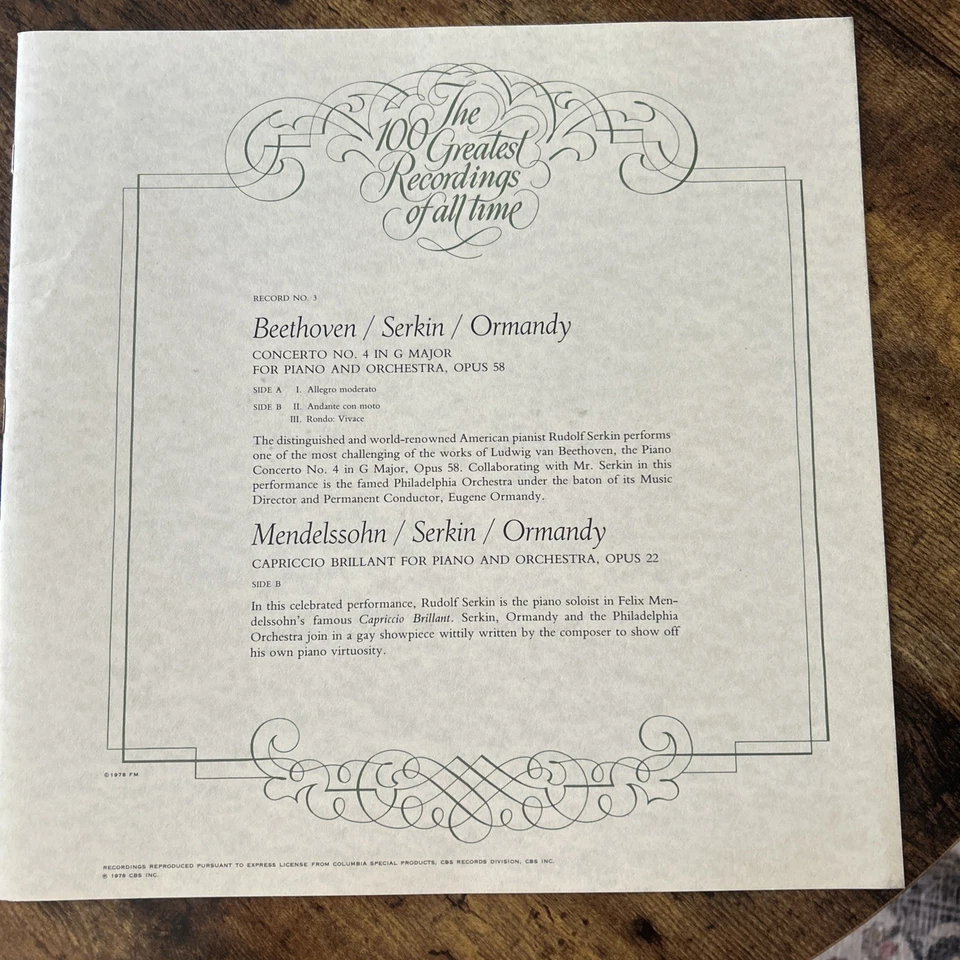 The
100 Greatest
Recordings
of all time
RECORD NO. 3
Beethoven / Serkin / Ormandy
CONCERTO NO. 4 IN G MAJOR
FOR PIANO AND ORCHESTRA, OPUS 58
SIDE A I. Allegro moderato
SIDE B II. Andante con moto
III. Rondo: Vivace
The distinguished and world-renowned American pianist Rudolf Serkin performs
one of the most challenging of the works of Ludwig van Beethoven, the Piano
Concerto No. 4 in G Major, Opus 58. Collaborating with Mr. Serkin in this
performance is the famed Philadelphia Orchestra under the baton of its Music
Director and Permanent Conductor, Eugene Ormandy.
Mendelssohn / Serkin / Ormandy
CAPRICCIO BRILLANT FOR PIANO AND ORCHESTRA, OPUS 22
SIDE B
In this celebrated performance, Rudolf Serkin is the piano soloist in Felix Men-
delssohn's famous Capriccio Brillant. Serkin, Ormandy and the Philadelphia
Orchestra join in a gay showpiece wittily written by the composer to show off
his own piano virtuosity.
©1978 FM
RECORDINGS REPRODUCED PURSUANT TO EXPRESS LICENSE FROM COLUMBIA SPECIAL PRODUCTS, CBS RECORDS DIVISION, CBS INC.
℗ 1978 CBS INC.